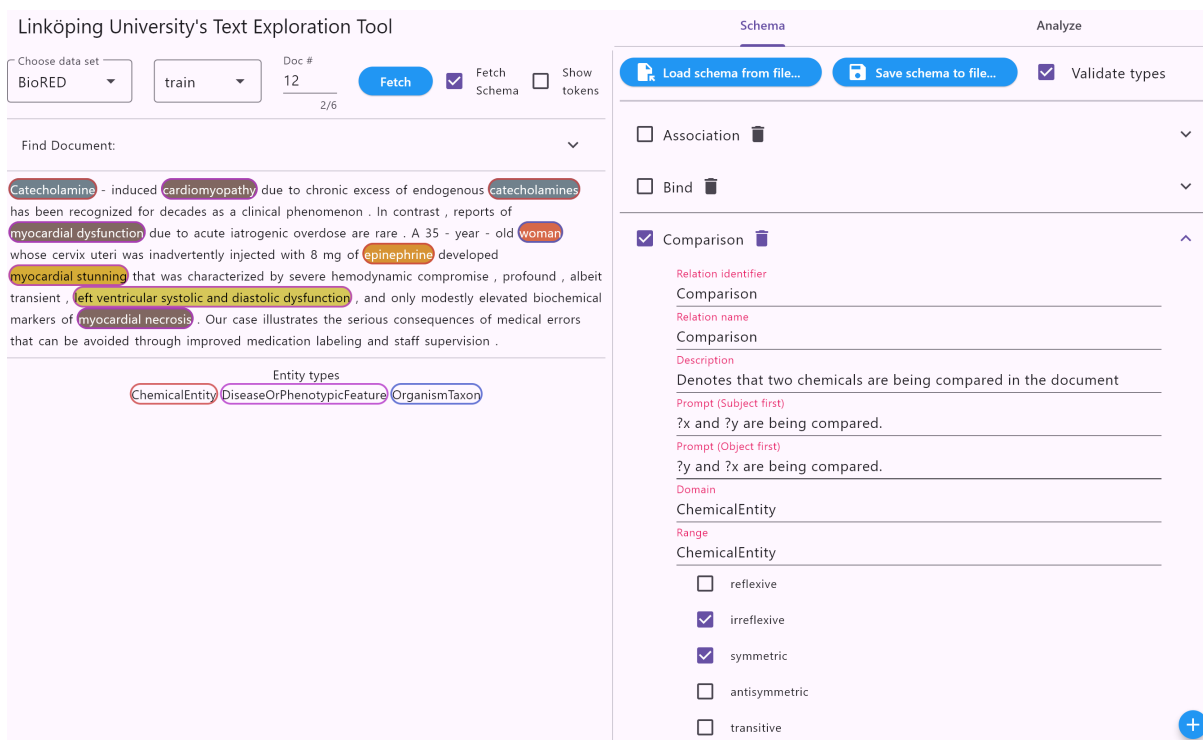 Linköping University's Text Exploration Tool
Choose data set
BioRED
train
Doc #
12
2/6
Fetch
Fetch
Schema
Show
tokens
Find Document:
Catecholamine - induced cardiomyopathy due to chronic excess of endogenous catecholamines
has been recognized for decades as a clinical phenomenon . In contrast , reports of
myocardial dysfunction due to acute iatrogenic overdose are rare . A 35 - year - old woman
whose cervix uteri was inadvertently injected with 8 mg of epinephrine developed
myocardial stunning that was characterized by severe hemodynamic compromise , profound , albeit
transient , left ventricular systolic and diastolic dysfunction , and only modestly elevated biochemical
markers of myocardial necrosis . Our case illustrates the serious consequences of medical errors
that can be avoided through improved medication labeling and staff supervision .
Entity types
ChemicalEntity DiseaseOrPhenotypicFeature OrganismTaxon
Schema
Analyze
Load schema from file...
Save schema to file...
Validate types
Association
Bind
Comparison
Relation identifier
Comparison
Relation name
Comparison
Description
Denotes that two chemicals are being compared in the document
Prompt (Subject first)
?x and ?y are being compared.
Prompt (Object first)
?y and ?x are being compared.
Domain
ChemicalEntity
Range
ChemicalEntity
reflexive
irreflexive
symmetric
antisymmetric
transitive